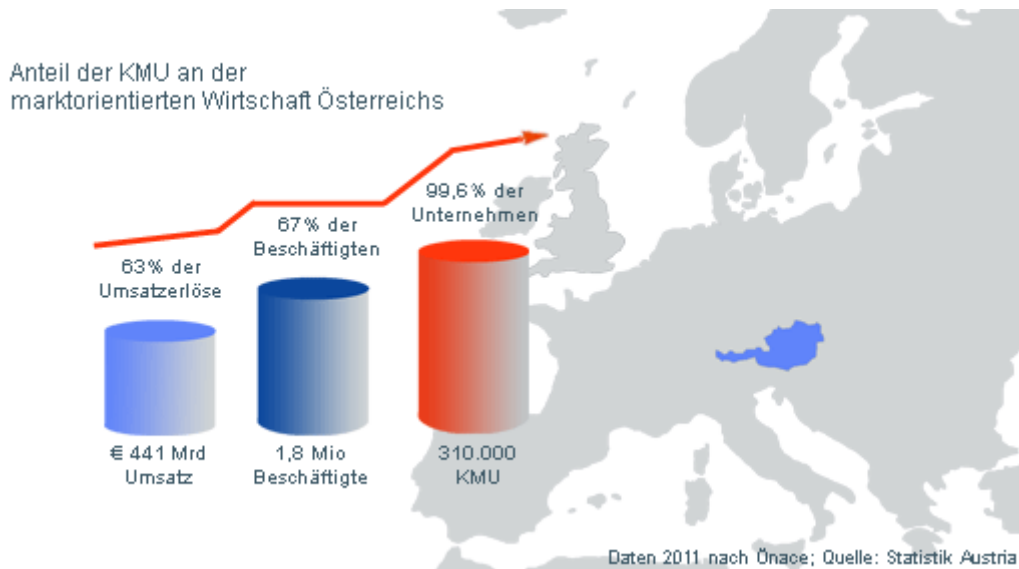 Anteil der KMU an der
marktorientierten Wirtschaft Österreichs
63% der
Umsatzerlöse
67% der
Beschäftigten
99,6% der
Unternehmen
€ 441 Mrd
Umsatz
1,8 Mio
Beschäftigte
310.000
KMU
Daten 2011 nach Önace; Quelle: Statistik Austria